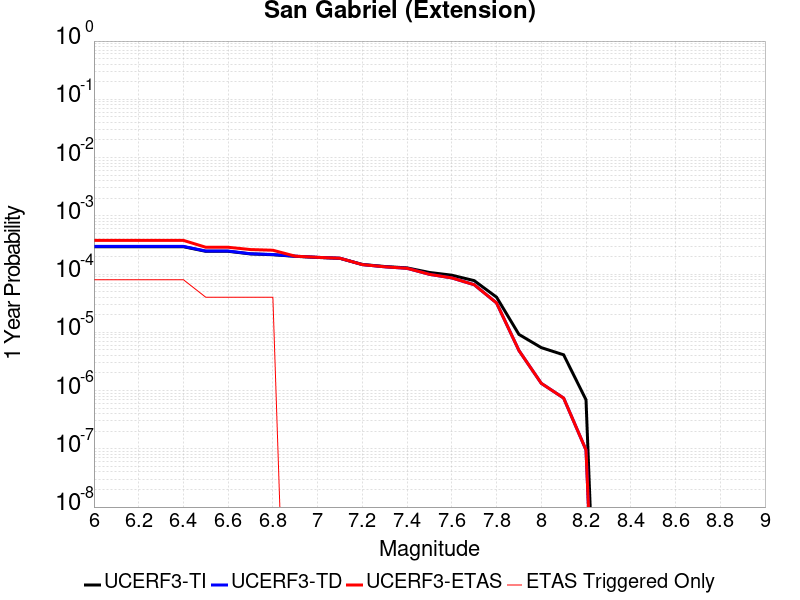 San Gabriel (Extension)
10^0
10^-1
10^-2
10^-3
10^-4
10^-5
10^-6
10^-7
10^-8
1 Year Probability
6 6.2 6.4 6.6 6.8 7 7.2 7.4 7.6 7.8 8 8.2 8.4 8.6 8.8 9
Magnitude
UCERF3-TI UCERF3-TD UCERF3-ETAS ETAS Triggered Only